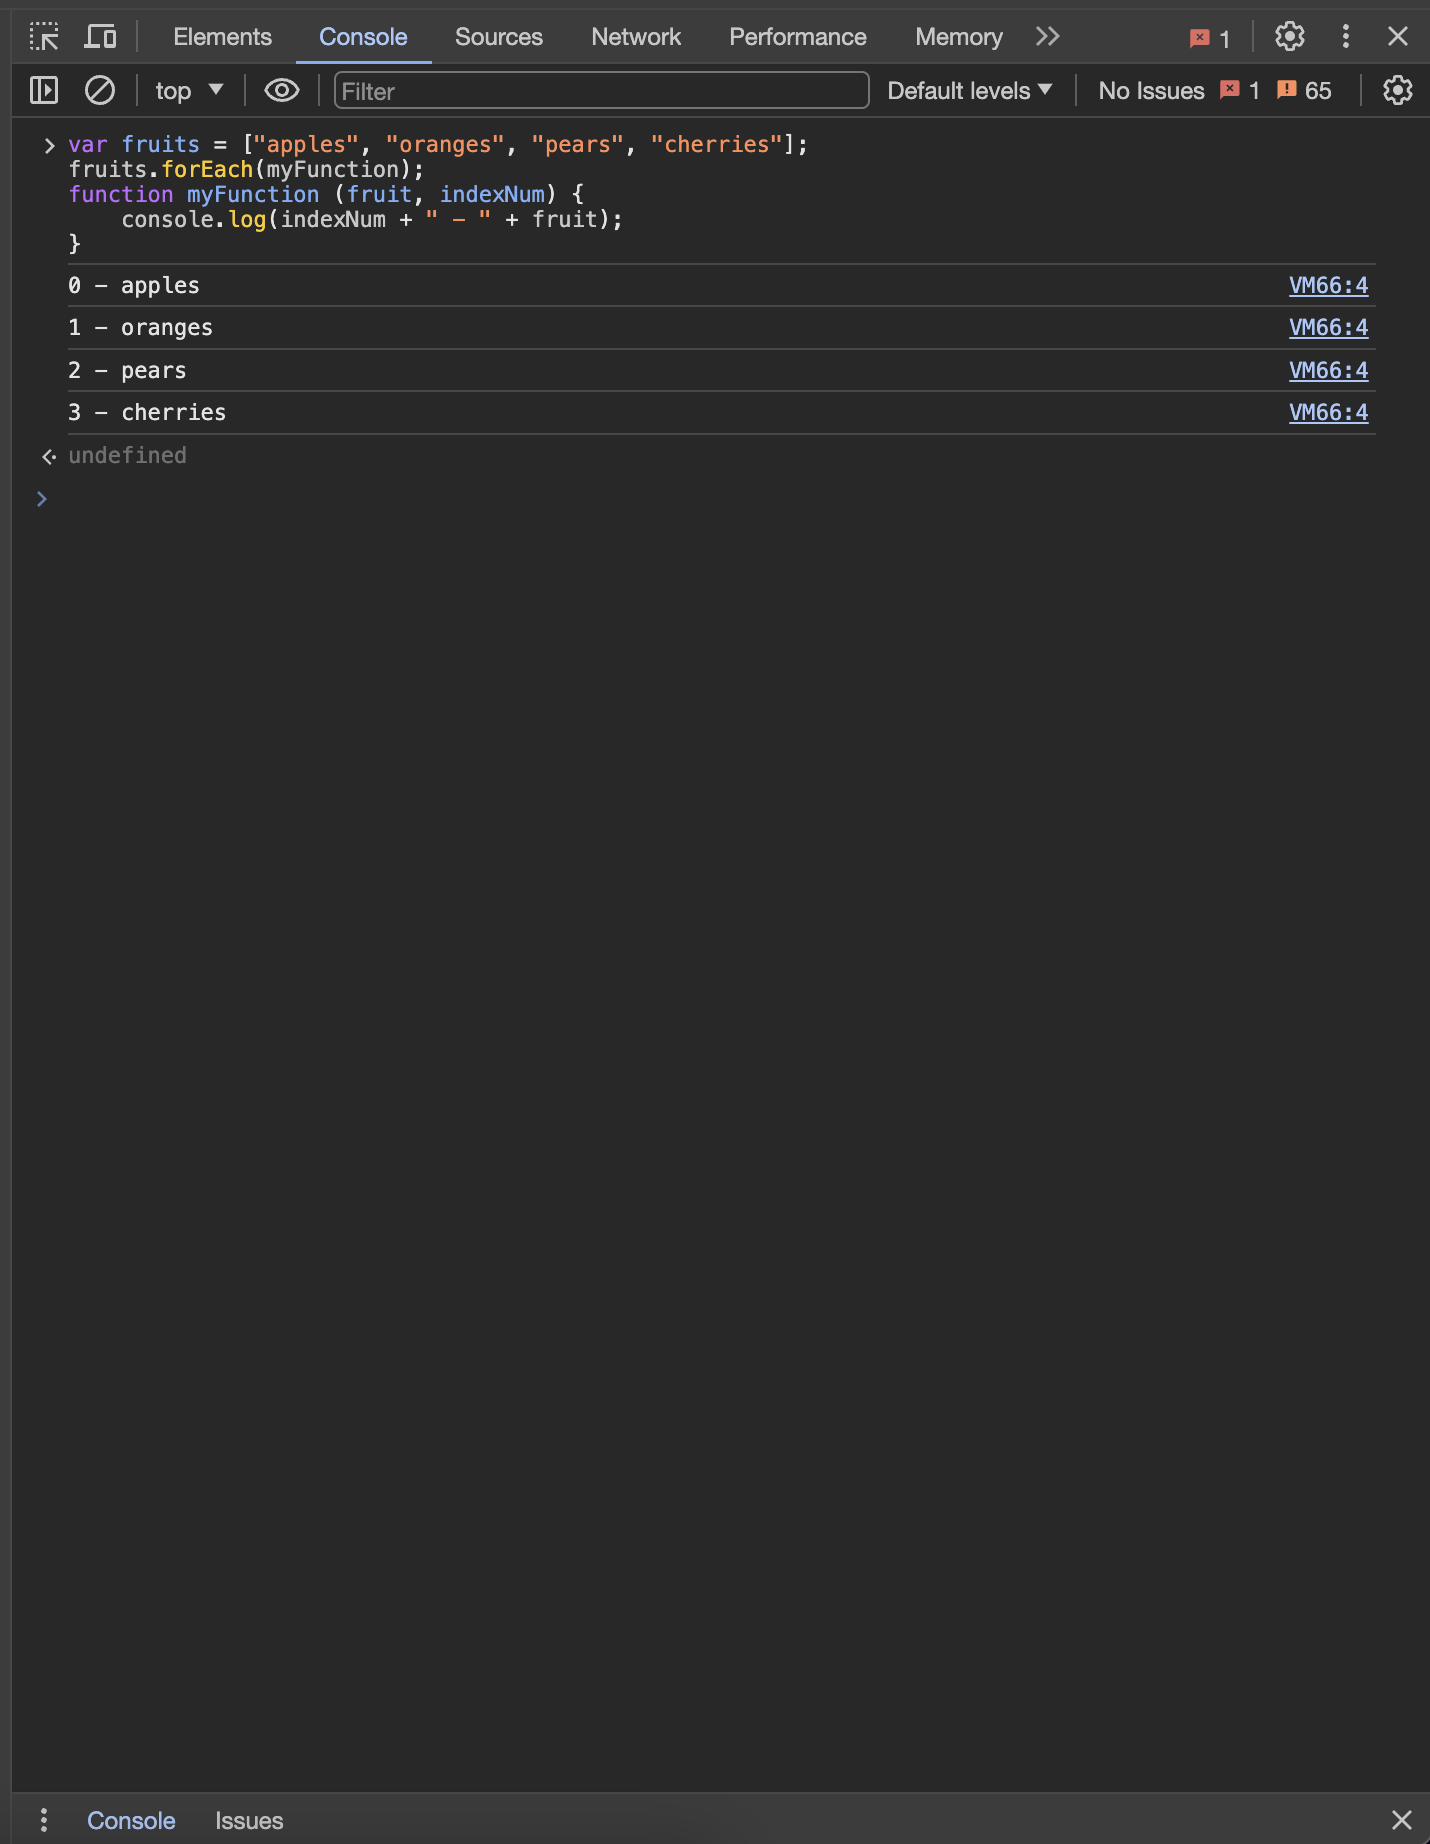 Elements Console Sources Network Performance Memory 1
top Filter Default levels No Issues 1 65
var fruits = ["apples", "oranges", "pears", "cherries"];
fruits.forEach(myFunction);
function myFunction (fruit, indexNum) {
    console.log(indexNum + " – " + fruit);
}
0 – apples VM66:4
1 – oranges VM66:4
2 – pears VM66:4
3 – cherries VM66:4
undefined
Console Issues